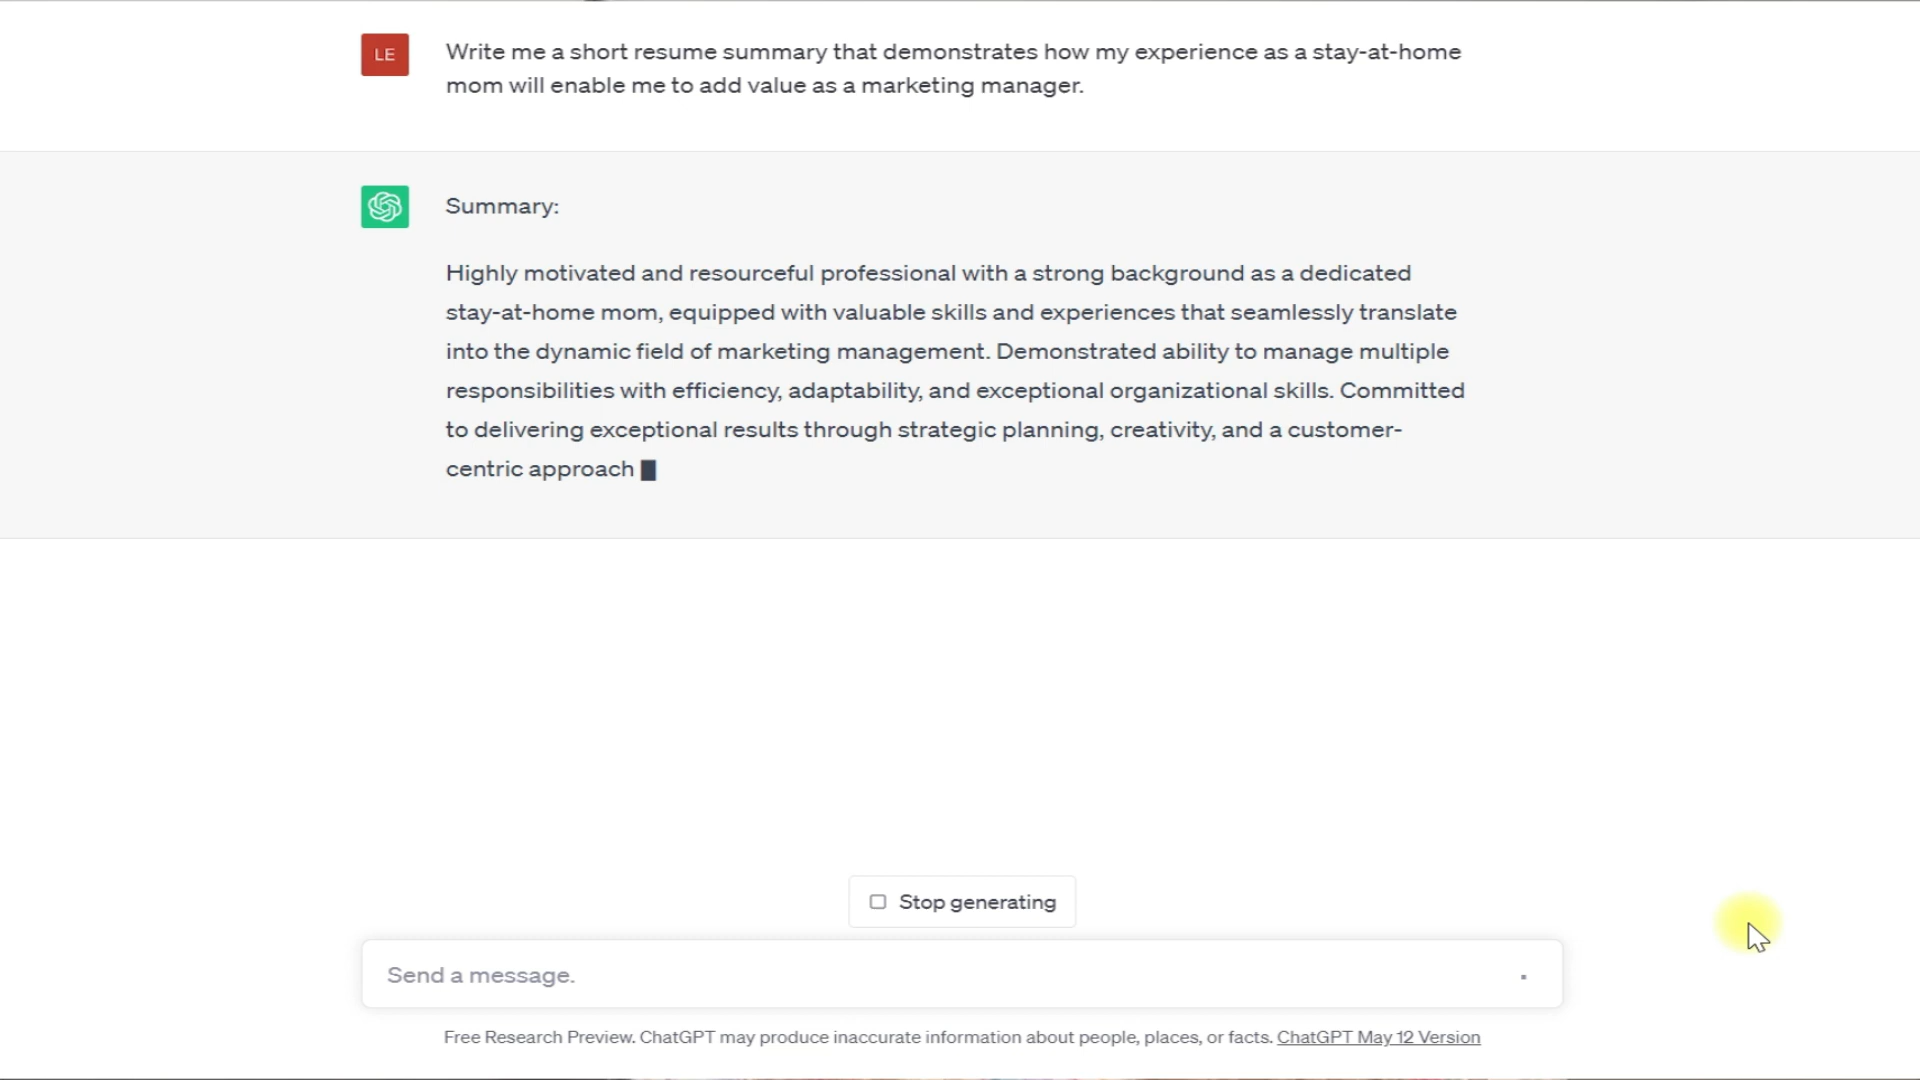 LE
Write me a short resume summary that demonstrates how my experience as a stay-at-home
mom will enable me to add value as a marketing manager.
Summary:
Highly motivated and resourceful professional with a strong background as a dedicated
stay-at-home mom, equipped with valuable skills and experiences that seamlessly translate
into the dynamic field of marketing management. Demonstrated ability to manage multiple
responsibilities with efficiency, adaptability, and exceptional organizational skills. Committed
to delivering exceptional results through strategic planning, creativity, and a customer-
centric approach
Stop generating
Send a message.
Free Research Preview. ChatGPT may produce inaccurate information about people, places, or facts. ChatGPT May 12 Version